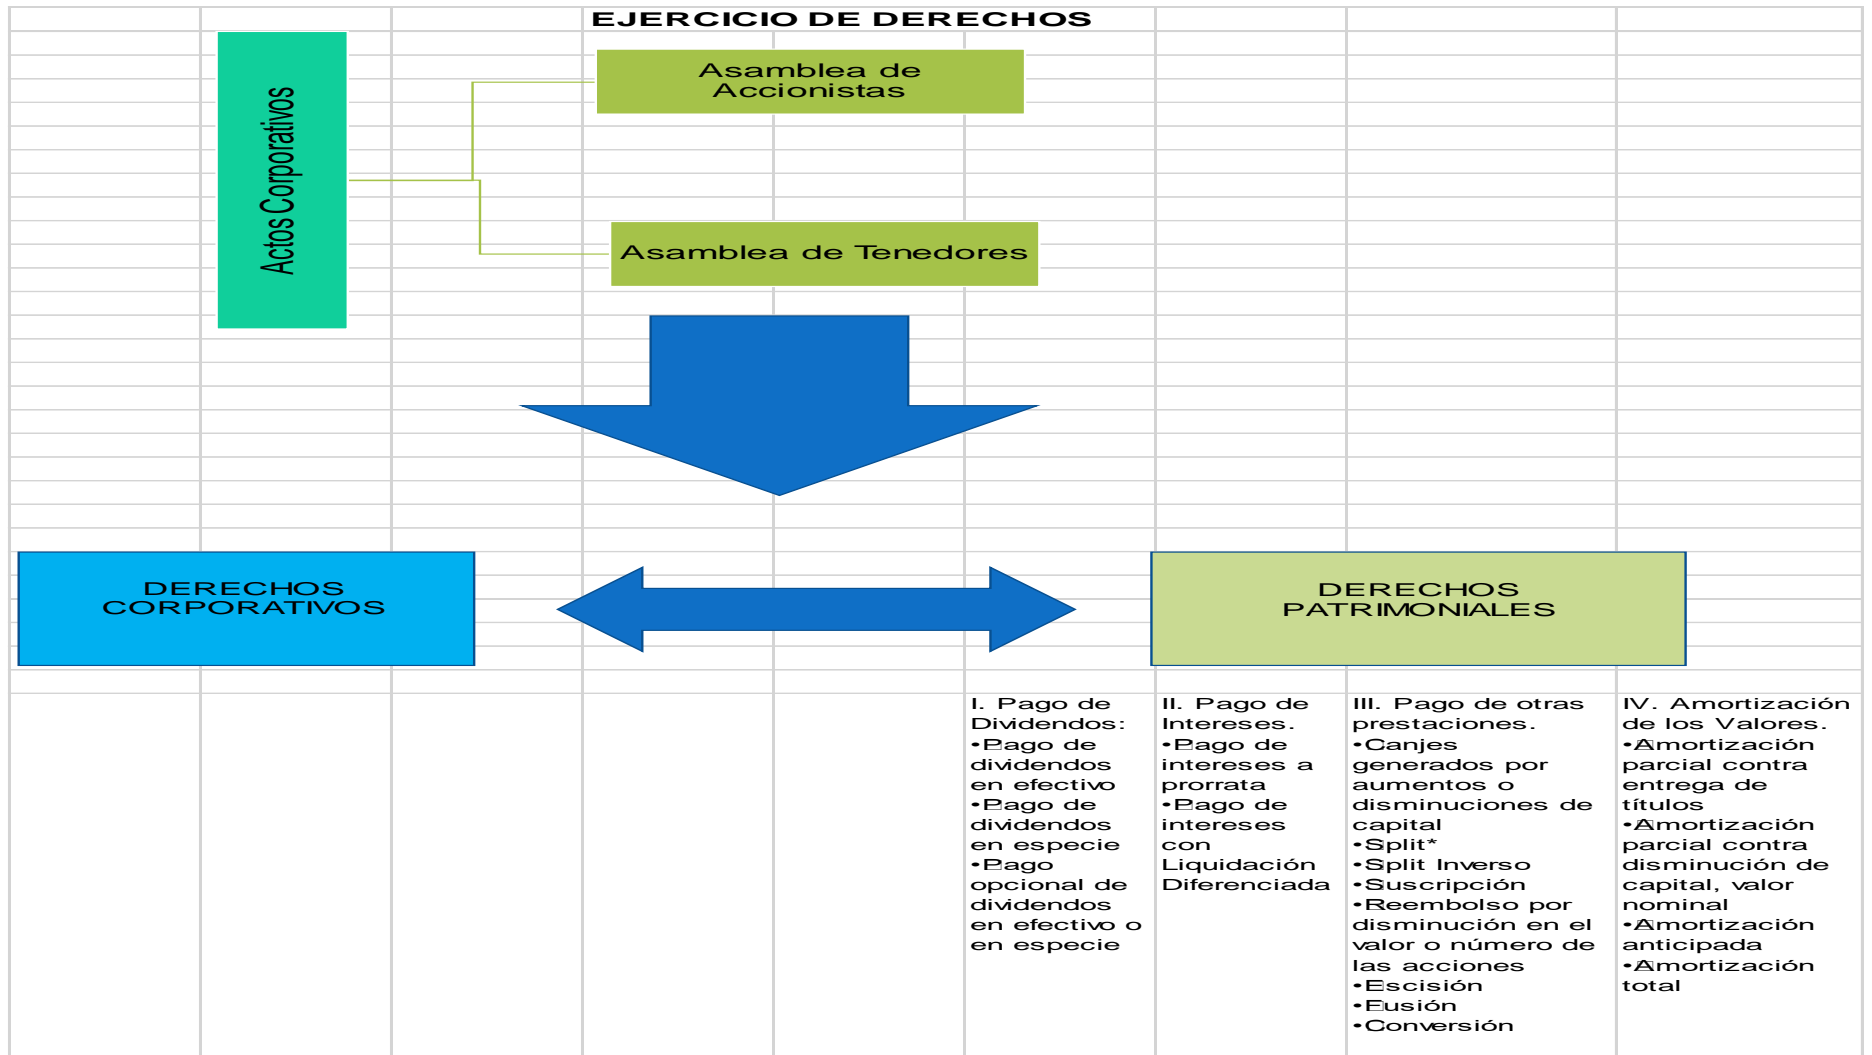 EJERCICIO DE DERECHOS
Actos Corporativos
Asamblea de
Accionistas
Asamblea de Tenedores
DERECHOS
CORPORATIVOS
DERECHOS
PATRIMONIALES
I. Pago de
Dividendos:
•Pago de
dividendos
en efectivo
•Pago de
dividendos
en especie
•Pago
opcional de
dividendos
en efectivo o
en especie
II. Pago de
Intereses.
•Pago de
intereses a
prorrata
•Pago de
intereses
con
Liquidación
Diferenciada
III. Pago de otras
prestaciones.
•Canjes
generados por
aumentos o
disminuciones de
capital
•Split*
•Split Inverso
•Suscripción
•Reembolso por
disminución en el
valor o número de
las acciones
•Escisión
•Fusión
•Conversión
IV. Amortización
de los Valores.
•Amortización
parcial contra
entrega de
títulos
•Amortización
parcial contra
disminución de
capital, valor
nominal
•Amortización
anticipada
•Amortización
total